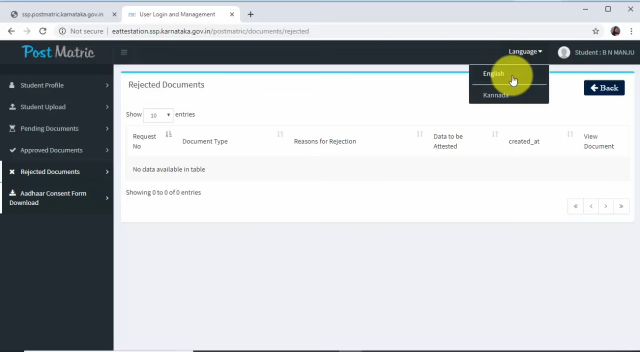 ssp.postmatric.karnataka.gov.in
User Login and Management
Not secure | eattestation.ssp.karnataka.gov.in/postmatric/documents/rejected
Post Matric
Language
Student : B N MANJU
English
Kannada
Student Profile
Student Upload
Pending Documents
Approved Documents
Rejected Documents
Aadhaar Consent Form
Download
Rejected Documents
Back
Show 10 entries
Request No
Document Type
Reasons for Rejection
Data to be Attested
created_at
View Document
No data available in table
Showing 0 to 0 of 0 entries
« ‹ › »